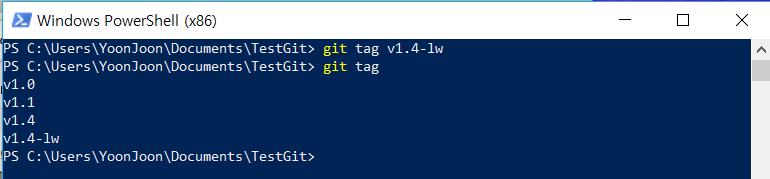 Windows PowerShell (x86)
PS C:\Users\YoonJoon\Documents\TestGit> git tag v1.4-lw
PS C:\Users\YoonJoon\Documents\TestGit> git tag
v1.0
v1.1
v1.4
v1.4-lw
PS C:\Users\YoonJoon\Documents\TestGit>